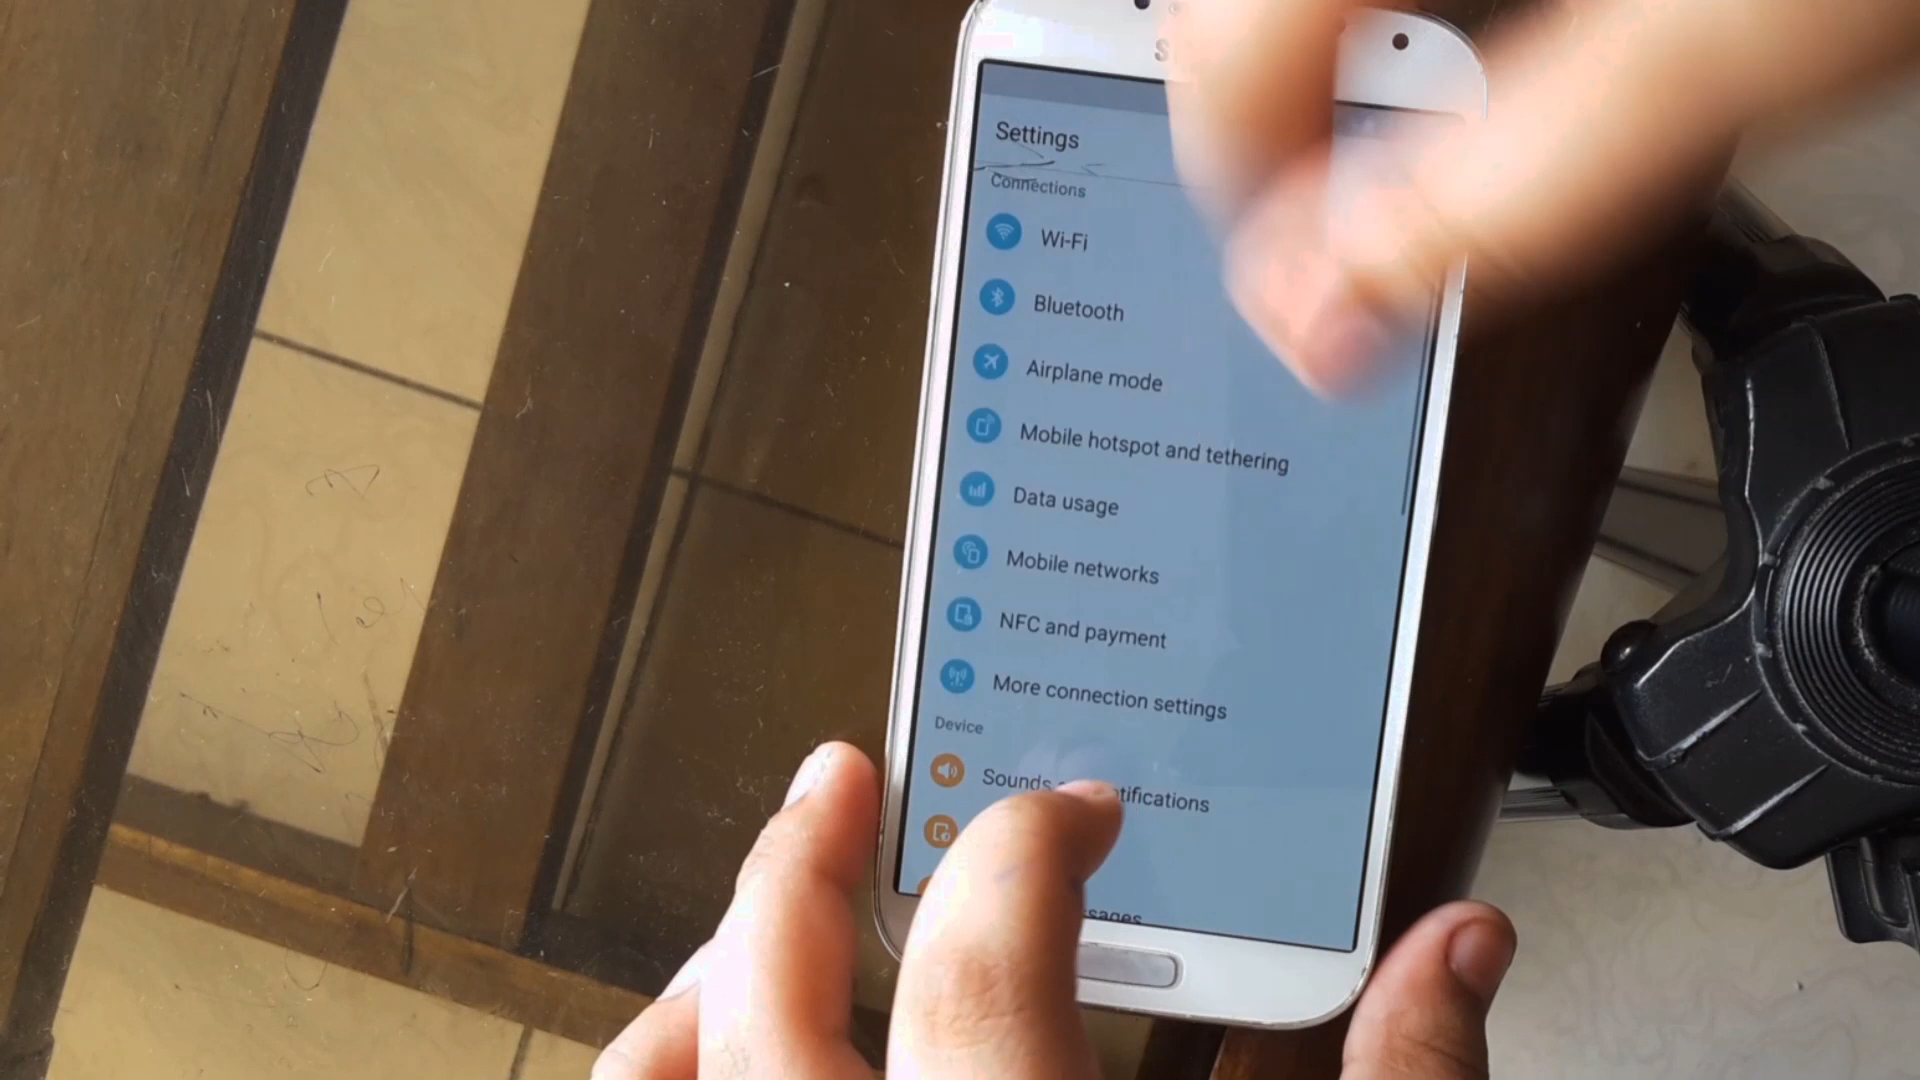 Settings
Connections
Wi-Fi
Bluetooth
Airplane mode
Mobile hotspot and tethering
Data usage
Mobile networks
NFC and payment
More connection settings
Device
Sounds